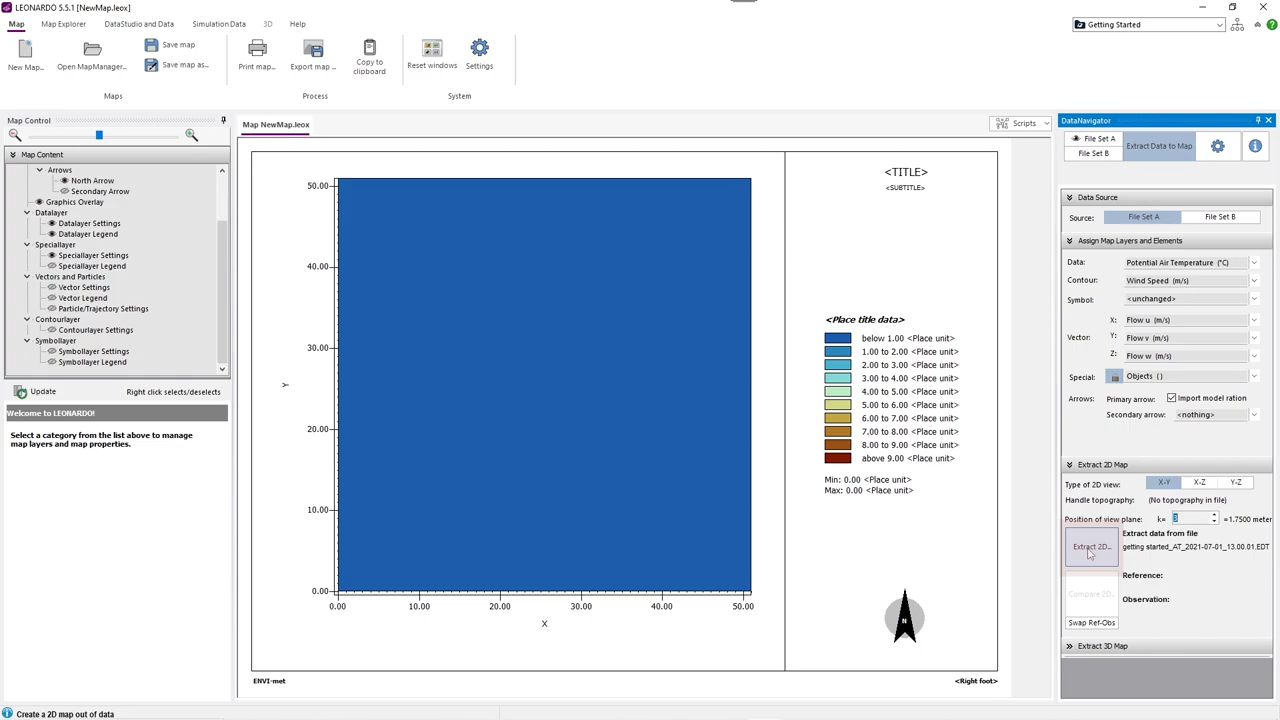 LEONARDO 5.5.1 [NewMap.leox]
Map Map Explorer DataStudio and Data Simulation Data 3D Help
Getting Started
New Map... Open MapManager... Save map Save map as... Print map... Export map ... Copy to clipboard Reset windows Settings
Maps Process System
Map Control
Map Content
Arrows
North Arrow
Secondary Arrow
Graphics Overlay
Datalayer
Datalayer Settings
Datalayer Legend
Speciallayer
Speciallayer Settings
Speciallayer Legend
Vectors and Particles
Vector Settings
Vector Legend
Particle/Trajectory Settings
Contourlayer
Contourlayer Settings
Symbollayer
Symbollayer Settings
Symbollayer Legend
Update Right click selects/deselects
Welcome to LEONARDO!
Select a category from the list above to manage
map layers and map properties.
Map NewMap.leox
Scripts
50.00
40.00
30.00
20.00
10.00
0.00
Y
0.00 10.00 20.00 30.00 40.00 50.00
X
<TITLE>
<SUBTITLE>
<Place title data>
below 1.00 <Place unit>
1.00 to 2.00 <Place unit>
2.00 to 3.00 <Place unit>
3.00 to 4.00 <Place unit>
4.00 to 5.00 <Place unit>
5.00 to 6.00 <Place unit>
6.00 to 7.00 <Place unit>
7.00 to 8.00 <Place unit>
8.00 to 9.00 <Place unit>
above 9.00 <Place unit>
Min: 0.00 <Place unit>
Max: 0.00 <Place unit>
N
ENVI-met <Right foot>
DataNavigator
File Set A
File Set B
Extract Data to Map
Data Source
Source: File Set A File Set B
Assign Map Layers and Elements
Data: Potential Air Temperature (°C)
Contour: Wind Speed (m/s)
Symbol: <unchanged>
X: Flow u (m/s)
Vector: Y: Flow v (m/s)
Z: Flow w (m/s)
Special: Objects ( )
Arrows: Primary arrow: Import model ration
Secondary arrow: <nothing>
Extract 2D Map
Type of 2D view: X-Y X-Z Y-Z
Handle topography: (No topography in file)
Position of view plane: k= 3 =1.7500 meter
Extract 2D...
Extract data from file
getting started_AT_2021-07-01_13.00.01.EDT
Reference:
Compare 2D...
Observation:
Swap Ref-Obs
Extract 3D Map
Create a 2D map out of data